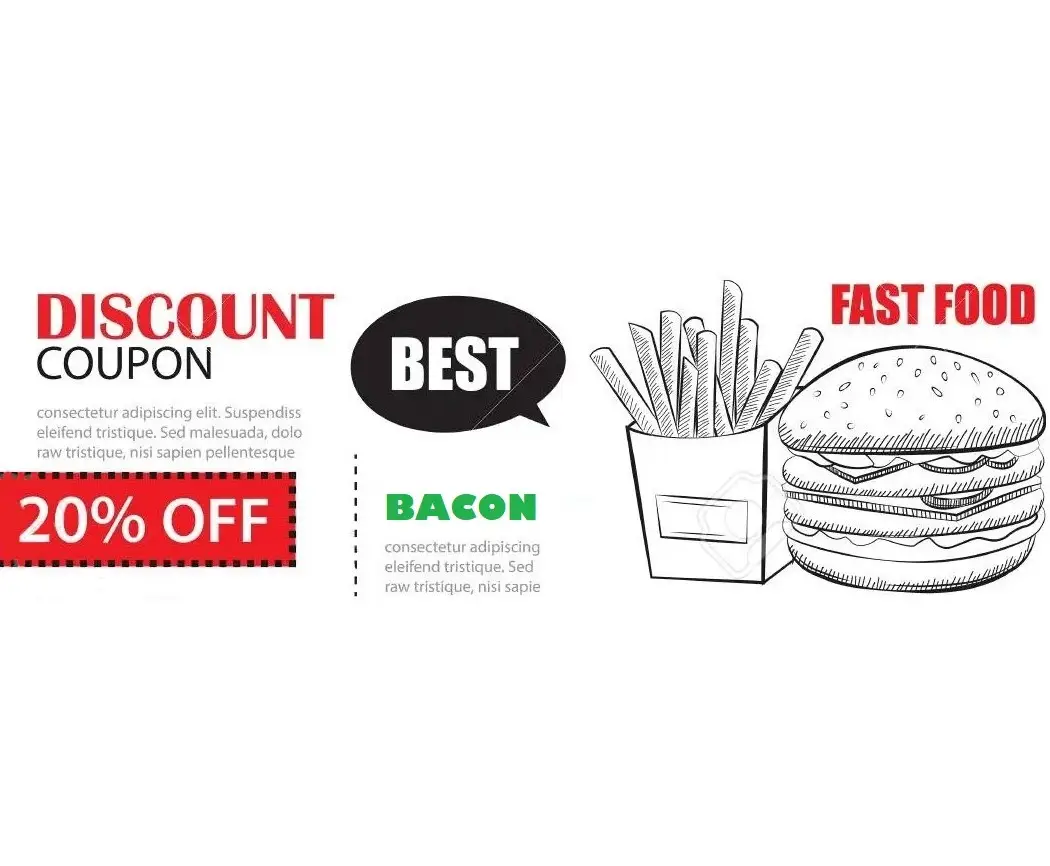 DISCOUNT
COUPON
consectetur adipiscing elit. Suspendiss
eleifend tristique. Sed malesuada, dolo
raw tristique, nisi sapien pellentesque
20% OFF
BEST
BACON
consectetur adipiscing
eleifend tristique. Sed
raw tristique, nisi sapie
FAST FOOD